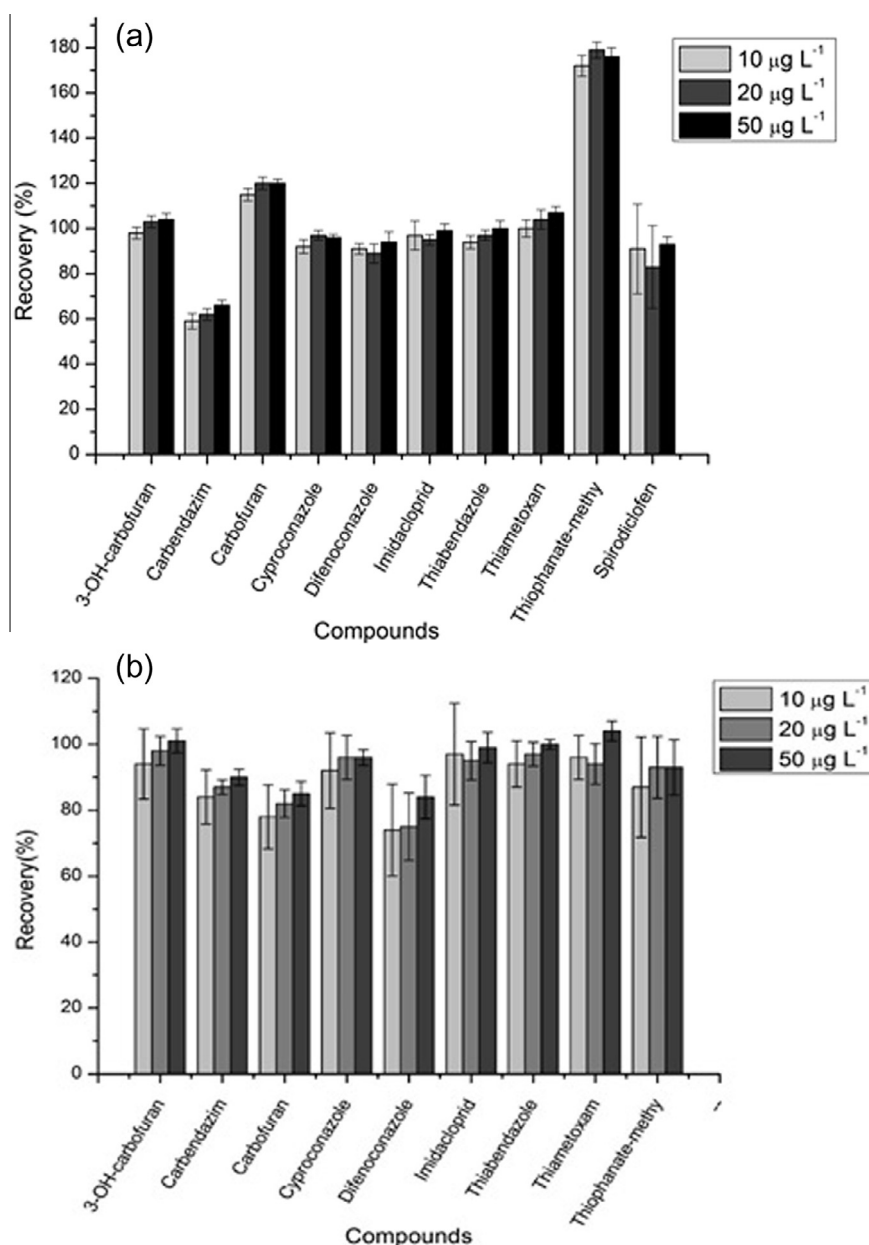 (a)
180
160
140
120
100
80
60
40
20
0
Recovery (%)
10 μg L⁻¹
20 μg L⁻¹
50 μg L⁻¹
3-OH-carbofuran
Carbendazim
Carbofuran
Cyproconazole
Difenoconazole
Imidacloprid
Thiabendazole
Thiametoxan
Thiophanate-methy
Spirodiclofen
Compounds
(b)
120
100
80
60
40
20
0
Recovery(%)
10 μg L⁻¹
20 μg L⁻¹
50 μg L⁻¹
3-OH-carbofuran
Carbendazim
Carbofuran
Cyproconazole
Difenoconazole
Imidacloprid
Thiabendazole
Thiametoxam
Thiophanate-methy
--
Compounds